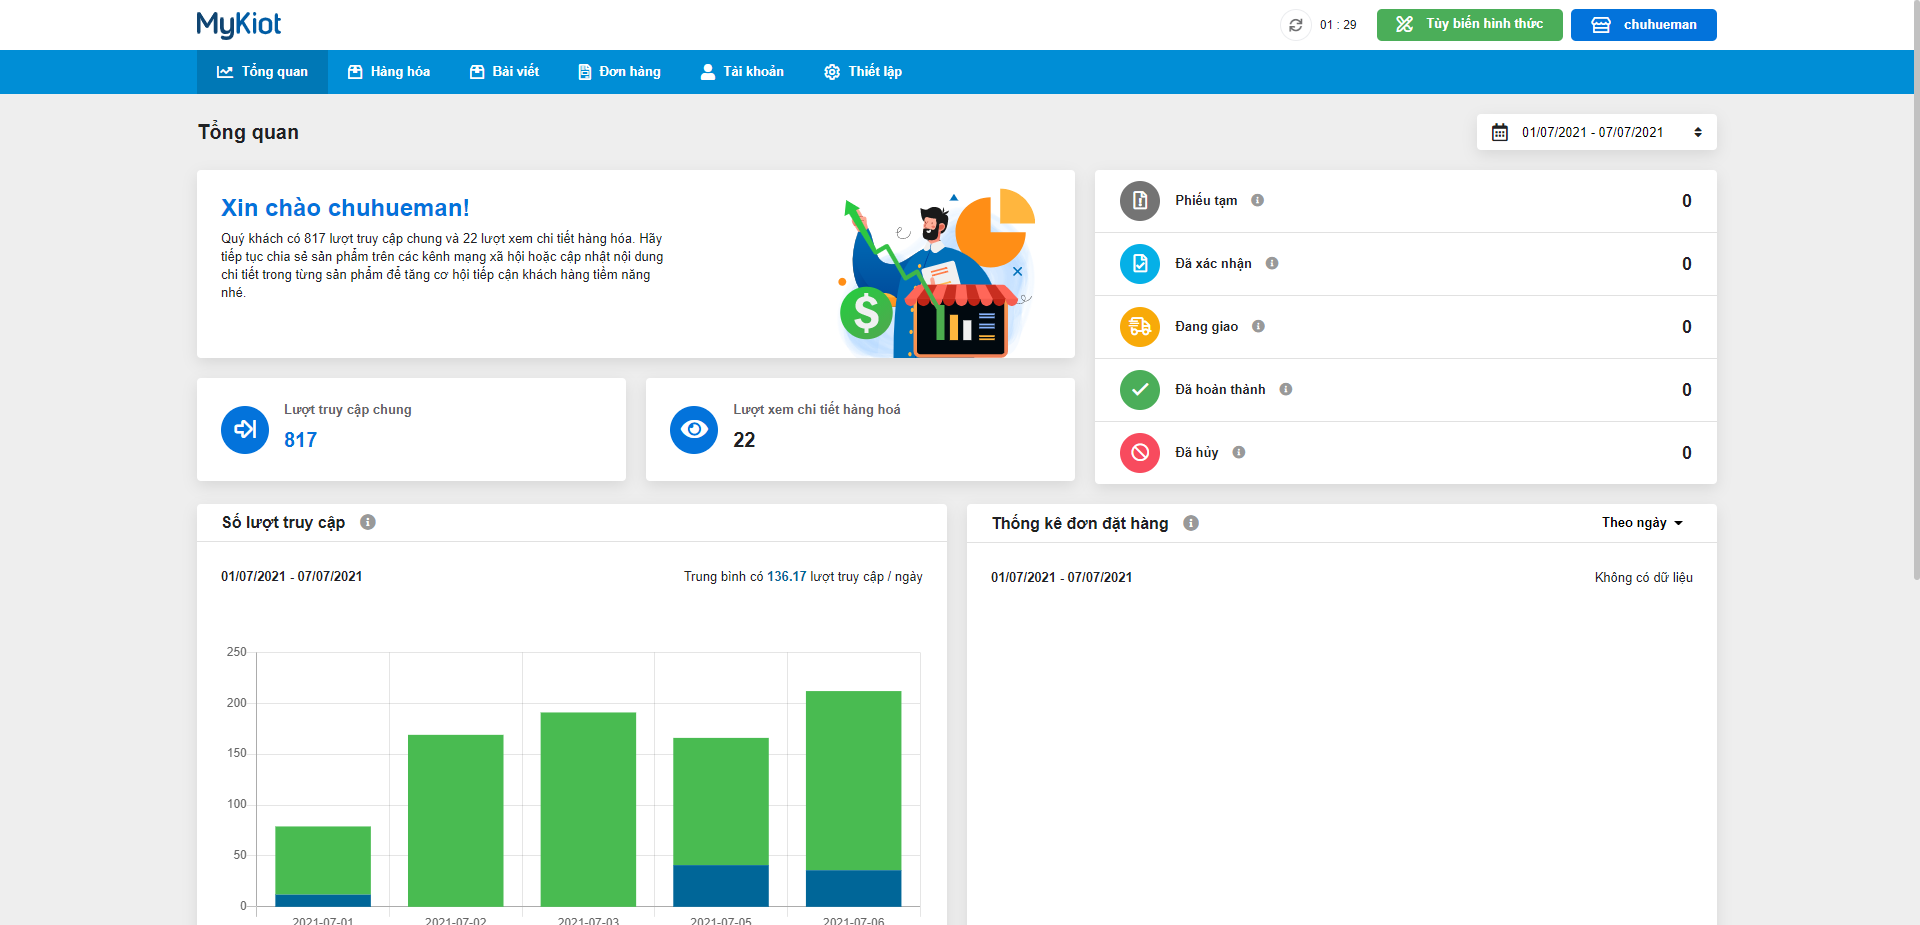 MyKiot
01 : 29
Tùy biến hình thức
chuhueman
Tổng quan
Hàng hóa
Bài viết
Đơn hàng
Tài khoản
Thiết lập
Tổng quan
01/07/2021 - 07/07/2021
Xin chào chuhueman!
Quý khách có 817 lượt truy cập chung và 22 lượt xem chi tiết hàng hóa. Hãy
tiếp tục chia sẻ sản phẩm trên các kênh mạng xã hội hoặc cập nhật nội dung
chi tiết trong từng sản phẩm để tăng cơ hội tiếp cận khách hàng tiềm năng
nhé.
$
Phiếu tạm
0
Đã xác nhận
0
Đang giao
0
Đã hoàn thành
0
Đã hủy
0
Lượt truy cập chung
817
Lượt xem chi tiết hàng hoá
22
Số lượt truy cập
01/07/2021 - 07/07/2021
Trung bình có 136.17 lượt truy cập / ngày
250
200
150
100
50
0
2021-07-01
2021-07-02
2021-07-03
2021-07-05
2021-07-06
Thống kê đơn đặt hàng
Theo ngày
01/07/2021 - 07/07/2021
Không có dữ liệu